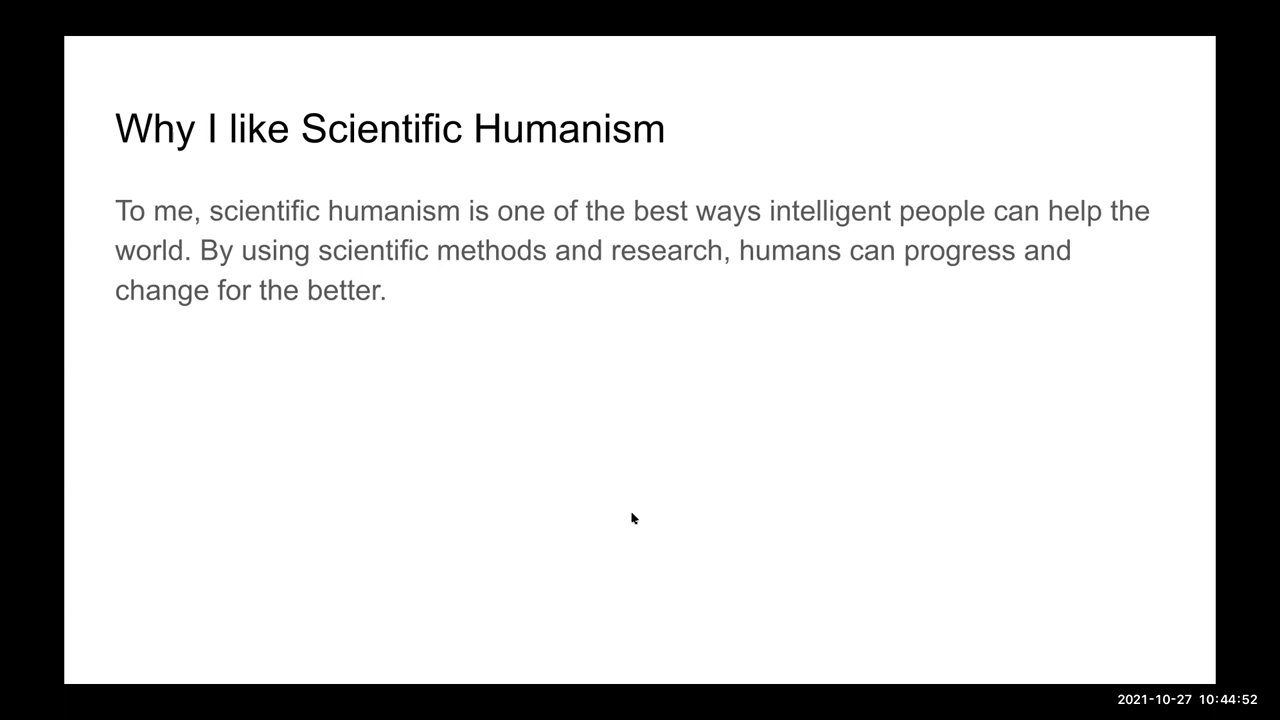 Why I like Scientific Humanism
To me, scientific humanism is one of the best ways intelligent people can help the
world. By using scientific methods and research, humans can progress and
change for the better.
2021-10-27 10:44:52